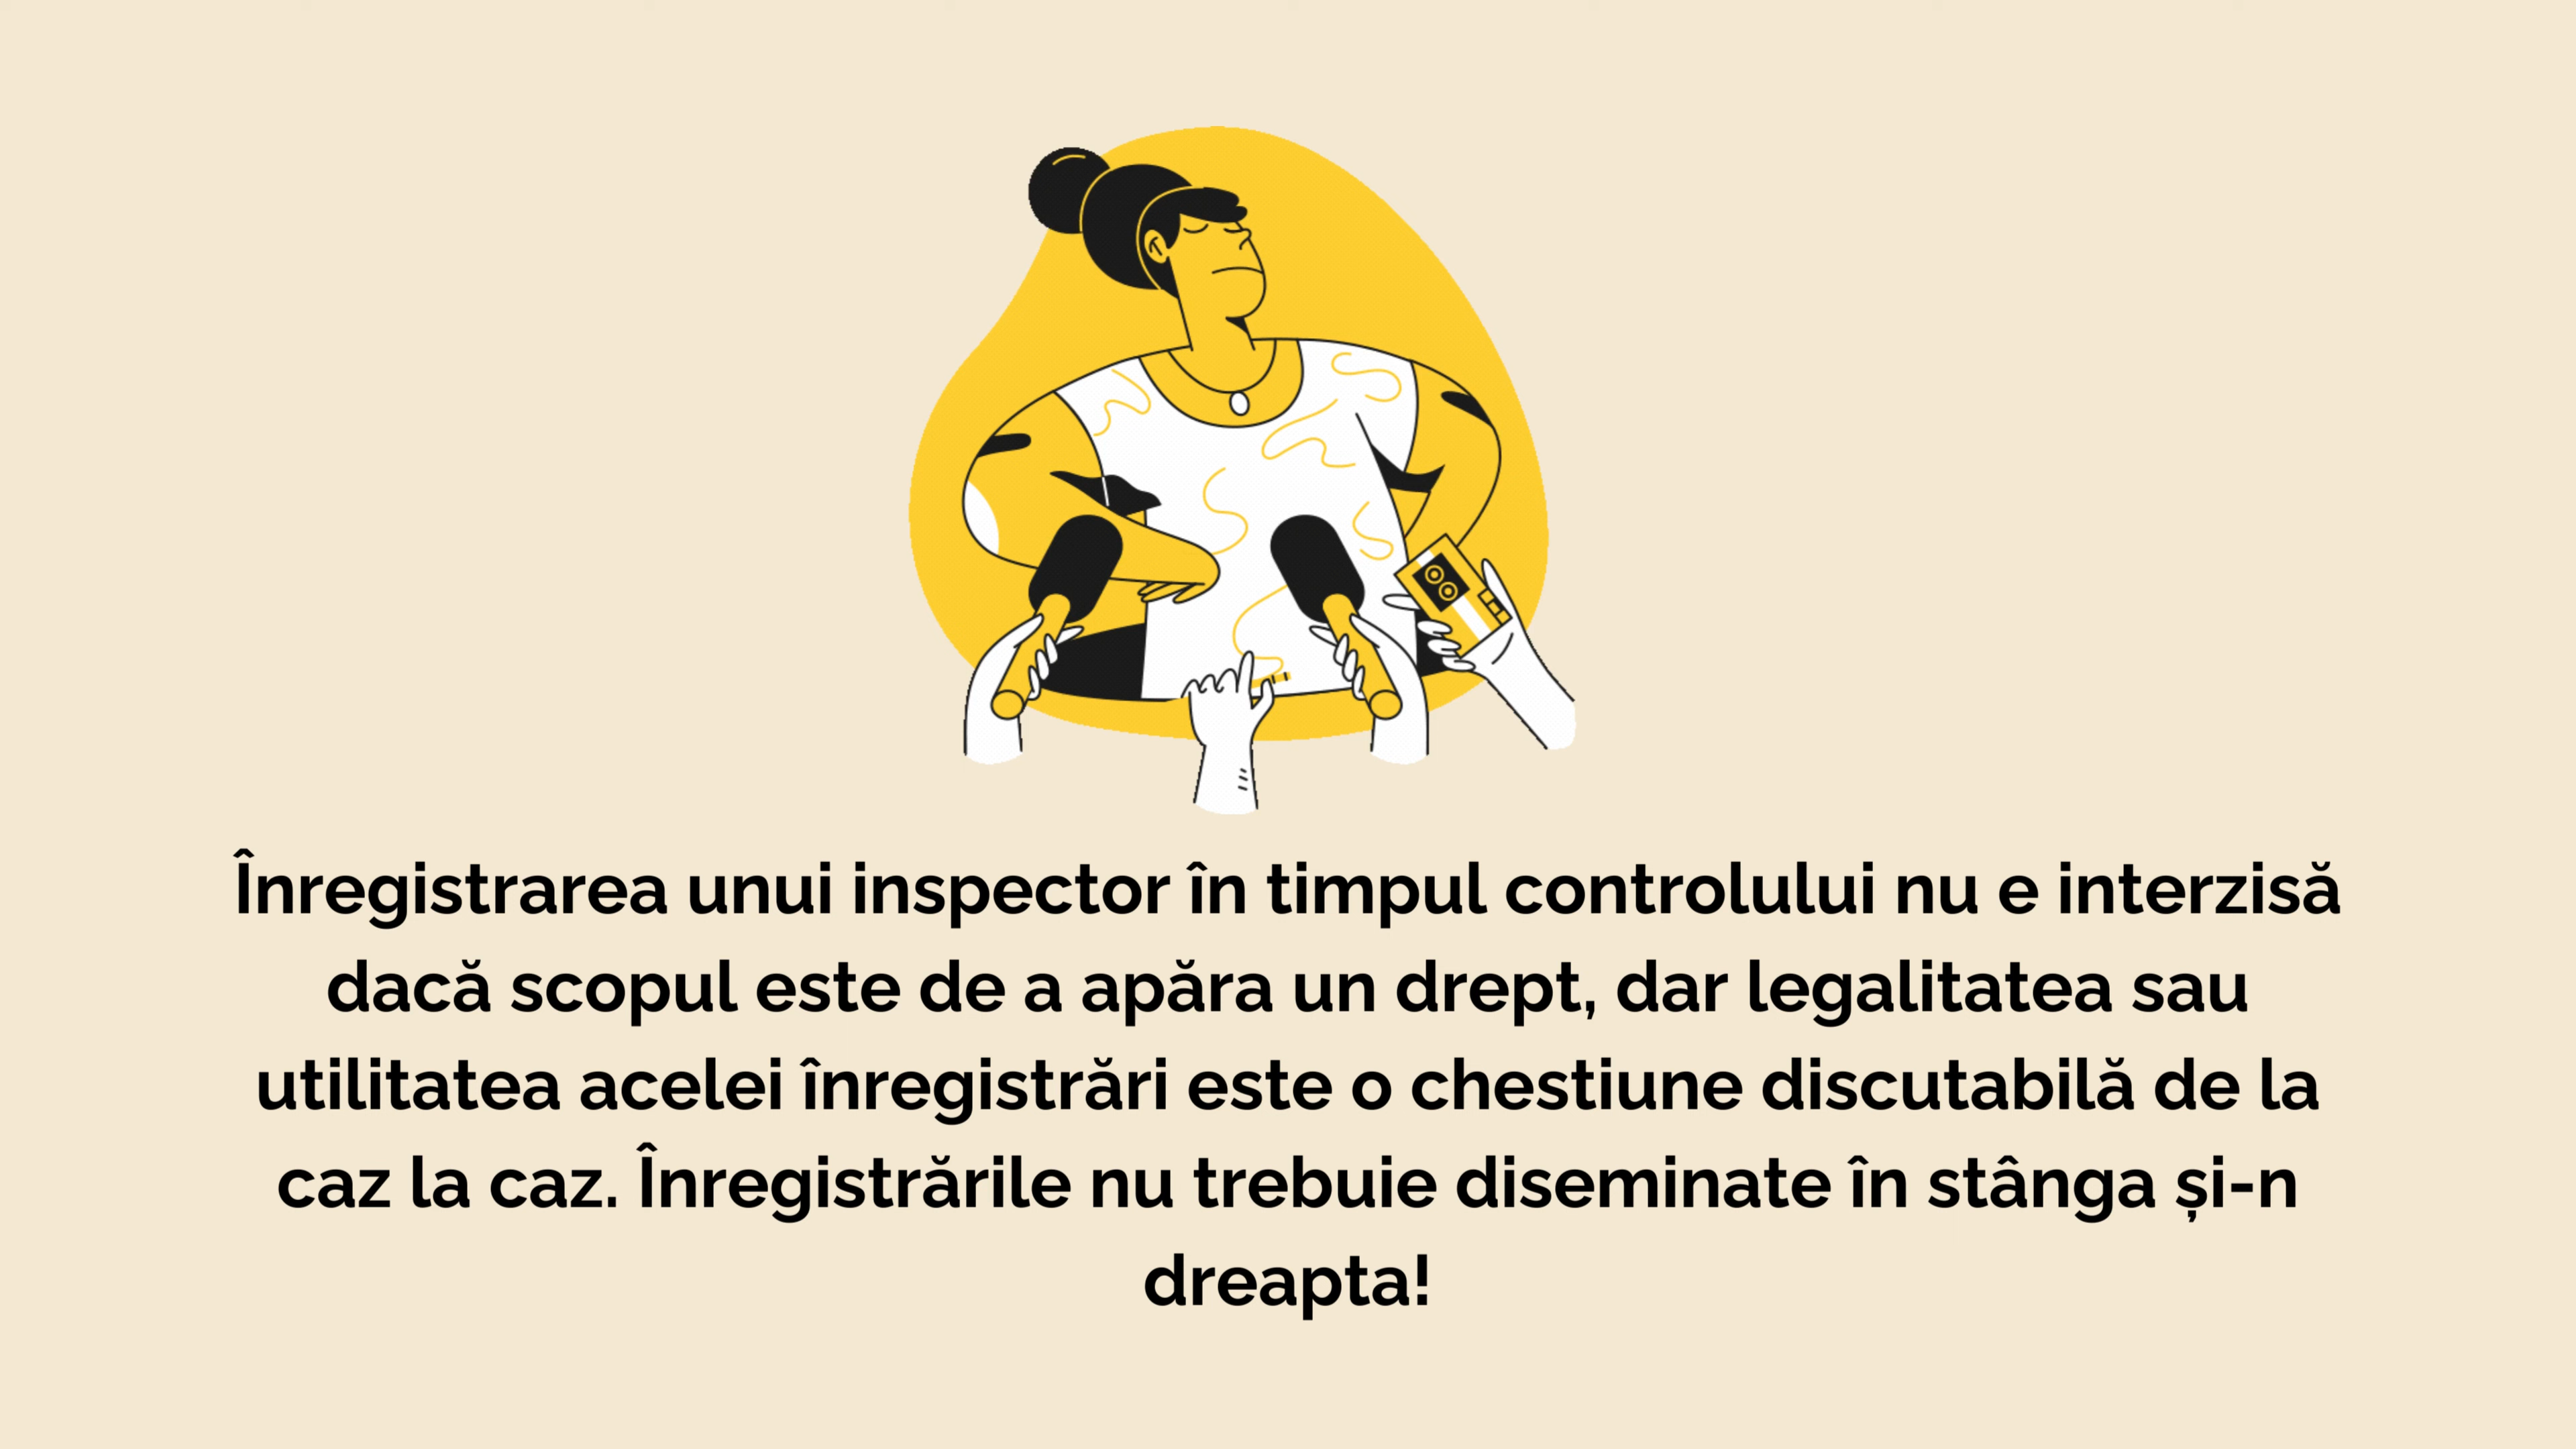 Înregistrarea unui inspector în timpul controlului nu e interzisă
dacă scopul este de a apăra un drept, dar legalitatea sau
utilitatea acelei înregistrări este o chestiune discutabilă de la
caz la caz. Înregistrările nu trebuie diseminate în stânga și-n
dreapta!